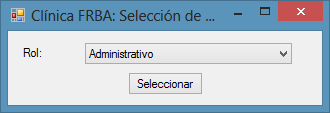 Clínica FRBA: Selección de ...
Rol:
Administrativo
Seleccionar